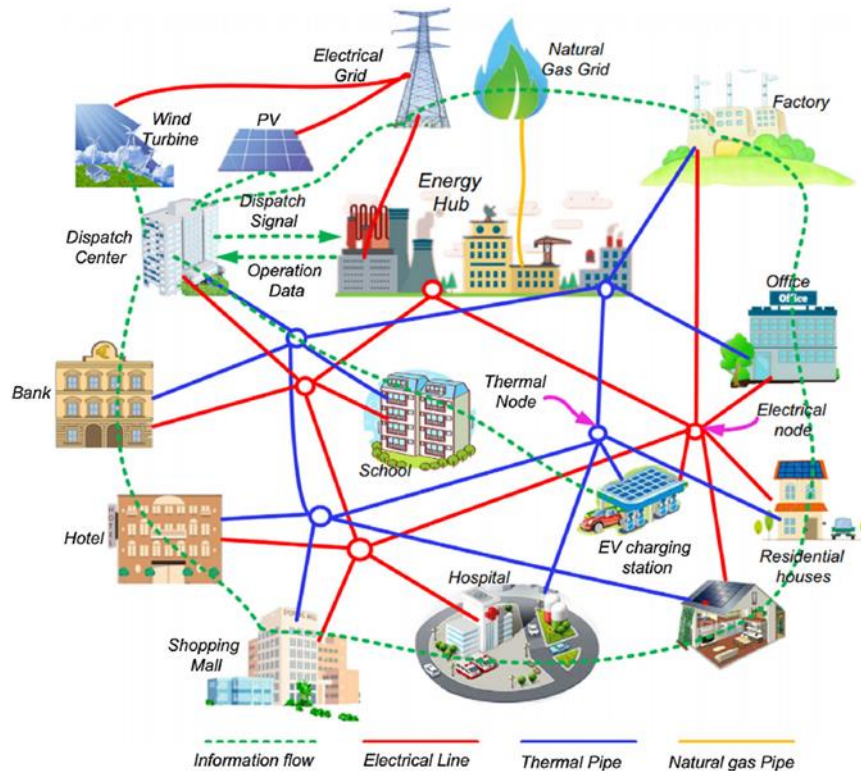 Electrical
Grid
Natural
Gas Grid
Factory
Wind
Turbine
PV
Energy
Hub
Dispatch
Signal
Dispatch
Center
Operation
Data
Office
Office
Bank
Thermal
Node
Electrical
node
School
Hotel
EV charging
station
Residential
houses
Hospital
Shopping
Mall
Information flow
Electrical Line
Thermal Pipe
Natural gas Pipe